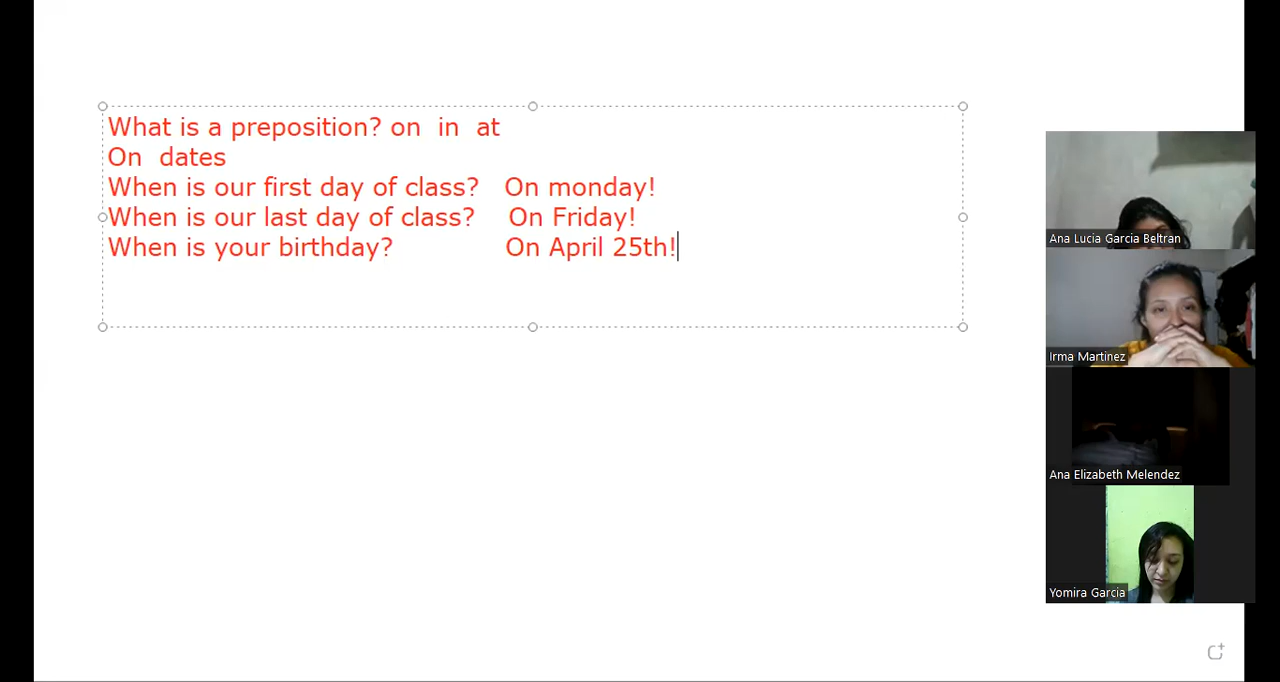 What is a preposition? on in at
On dates
When is our first day of class? On monday!
When is our last day of class? On Friday!
When is your birthday? On April 25th!
Ana Lucia Garcia Beltran
Irma Martinez
Ana Elizabeth Melendez
Yomira Garcia